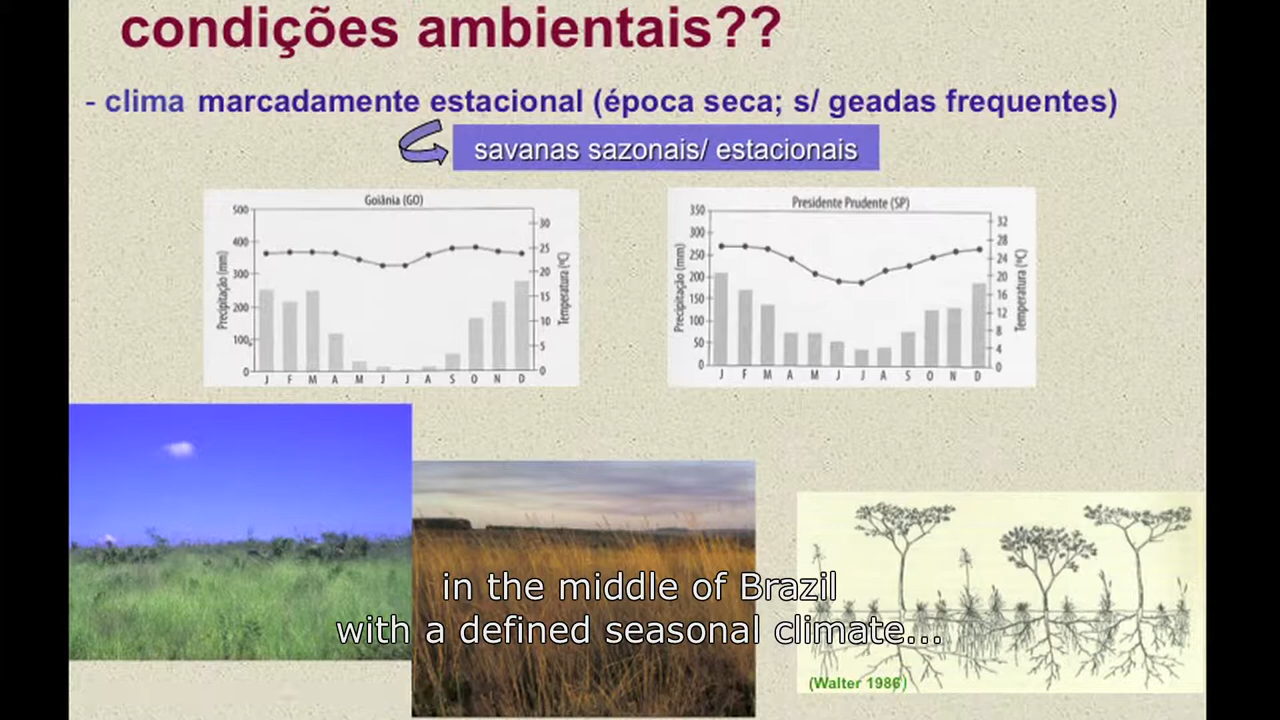 condições ambientais??
- clima marcadamente estacional (época seca; s/ geadas frequentes)
savanas sazonais/ estacionais
Goiânia (GO)
500
400
300
200
100
0
Precipitação (mm)
30
25
20
15
10
5
0
Temperatura (ºC)
J F M A M J J A S O N D
Presidente Prudente (SP)
350
300
250
200
150
100
50
0
Precipitação (mm)
32
28
24
20
16
12
8
4
0
Temperatura (ºC)
J F M A M J J A S O N D
in the middle of Brazil
with a defined seasonal climate...
(Walter 1986)